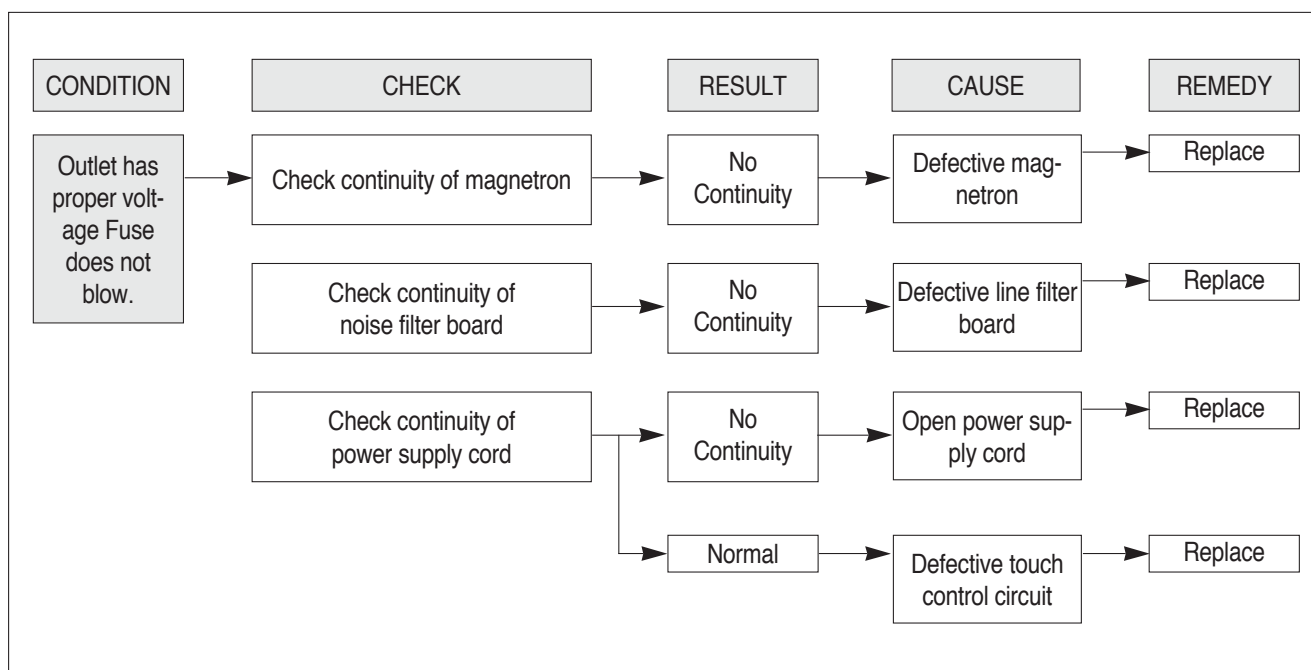 CONDITION
CHECK
RESULT
CAUSE
REMEDY
Outlet has
proper volt-
age Fuse
does not
blow.
Check continuity of magnetron
No
Continuity
Defective mag-
netron
Replace
Check continuity of
noise filter board
No
Continuity
Defective line filter
board
Replace
Check continuity of
power supply cord
No
Continuity
Open power sup-
ply cord
Replace
Normal
Defective touch
control circuit
Replace